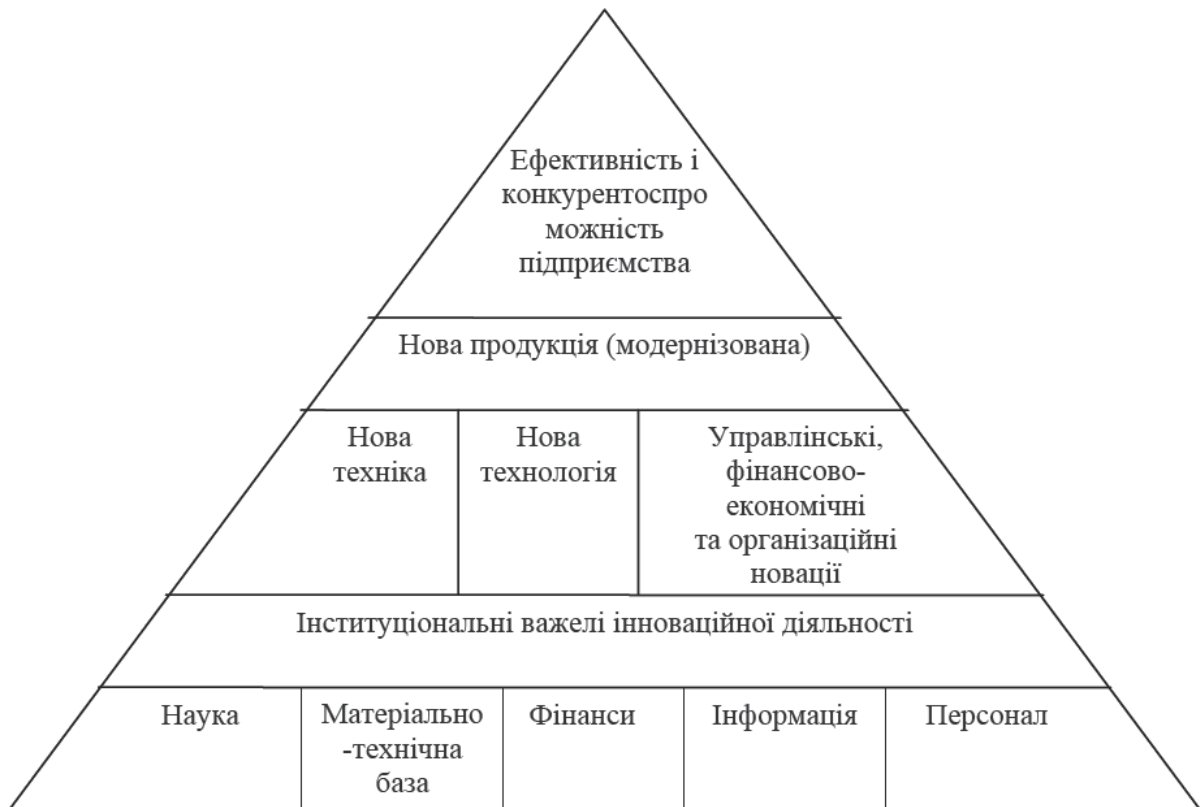 Ефективність і
конкурентоспро
можність
підприємства
Нова продукція (модернізована)
Нова
техніка
Нова
технологія
Управлінські,
фінансово-
економічні
та організаційні
новації
Інституціональні важелі інноваційної діяльності
Наука
Матеріально
-технічна
база
Фінанси
Інформація
Персонал